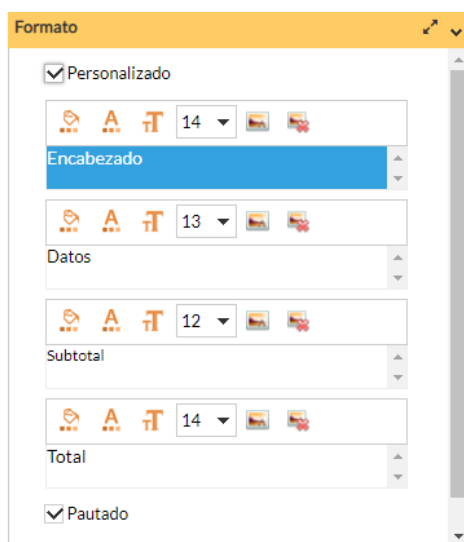 Formato
Personalizado
14
Encabezado
13
Datos
12
Subtotal
14
Total
Pautado